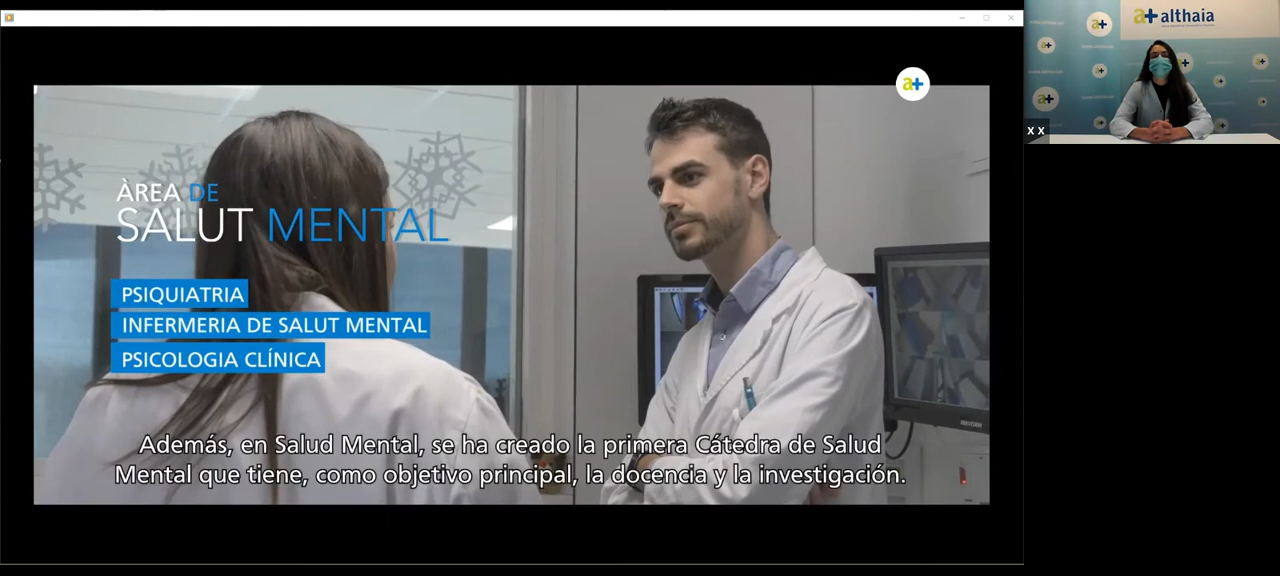 a+
ÀREA DE
SALUT MENTAL
PSIQUIATRIA
INFERMERIA DE SALUT MENTAL
PSICOLOGIA CLÍNICA
Además, en Salud Mental, se ha creado la primera Cátedra de Salud
Mental que tiene, como objetivo principal, la docencia y la investigación.
HIKVISION
a+ althaia
X X